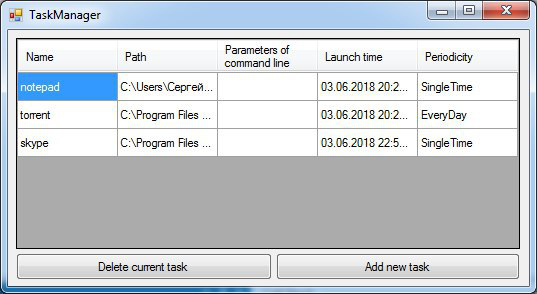 TaskManager
Name Path Parameters of command line Launch time Periodicity
notepad C:\Users\Сергей... 03.06.2018 20:2... SingleTime
torrent C:\Program Files ... 03.06.2018 20:2... EveryDay
skype C:\Program Files ... 03.06.2018 22:5... SingleTime
Delete current task Add new task